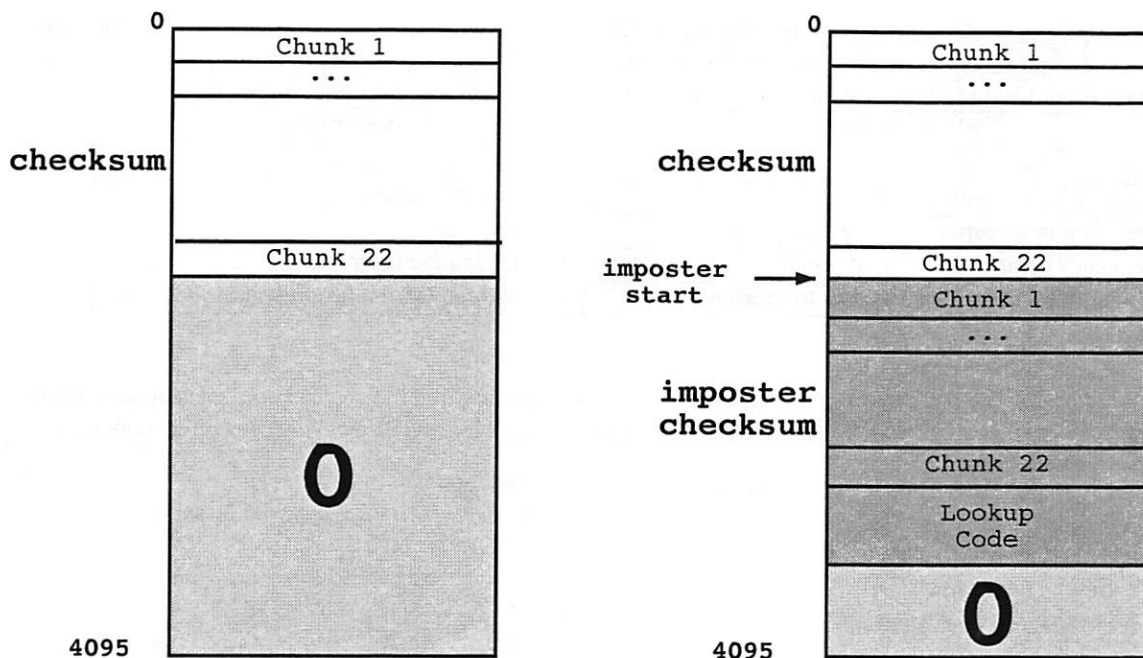 0
Chunk 1
...
checksum
Chunk 22
0
4095
0
Chunk 1
...
checksum
Chunk 22
imposter
start
Chunk 1
...
imposter
checksum
Chunk 22
Lookup
Code
0
4095